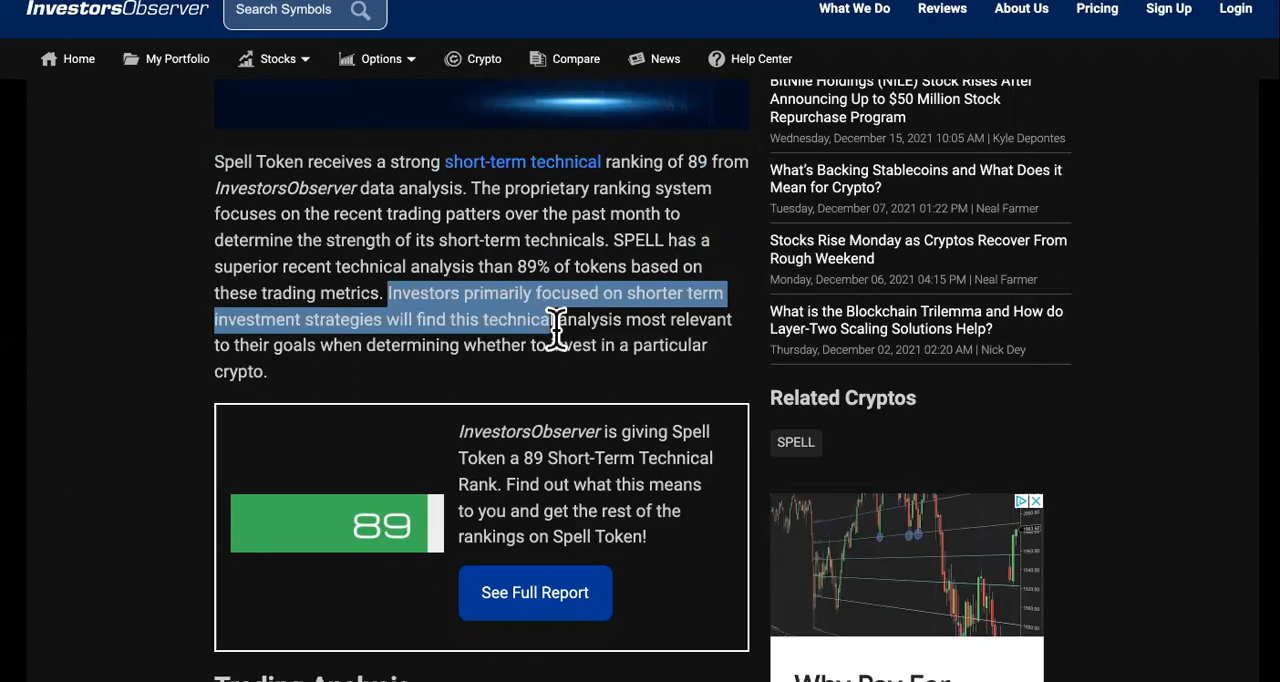 InvestorsObserver
Search Symbols
What We Do
Reviews
About Us
Pricing
Sign Up
Login
Home
My Portfolio
Stocks
Options
Crypto
Compare
News
Help Center
Spell Token receives a strong short-term technical ranking of 89 from
InvestorsObserver data analysis. The proprietary ranking system
focuses on the recent trading patters over the past month to
determine the strength of its short-term technicals. SPELL has a
superior recent technical analysis than 89% of tokens based on
these trading metrics. Investors primarily focused on shorter term
investment strategies will find this technical analysis most relevant
to their goals when determining whether to invest in a particular
crypto.
InvestorsObserver is giving Spell
Token a 89 Short-Term Technical
Rank. Find out what this means
to you and get the rest of the
rankings on Spell Token!
89
See Full Report
Trading Analysis
BitNile Holdings (NILE) Stock Rises After
Announcing Up to $50 Million Stock
Repurchase Program
Wednesday, December 15, 2021 10:05 AM | Kyle Depontes
What's Backing Stablecoins and What Does it
Mean for Crypto?
Tuesday, December 07, 2021 01:22 PM | Neal Farmer
Stocks Rise Monday as Cryptos Recover From
Rough Weekend
Monday, December 06, 2021 04:15 PM | Neal Farmer
What is the Blockchain Trilemma and How do
Layer-Two Scaling Solutions Help?
Thursday, December 02, 2021 02:20 AM | Nick Dey
Related Cryptos
SPELL
Why Pay For